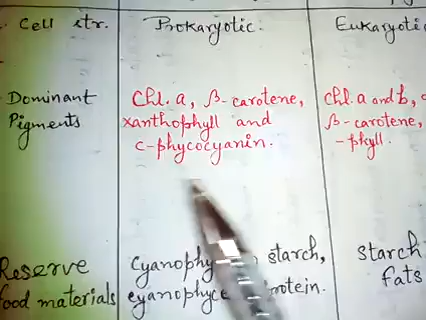 Cell str. Prokaryotic. Eukaryotic
Dominant
Pigments
Chl. a, β-carotene,
xanthophyll and
c-phycocyanin.
Chl. a and b,
β-carotene,
-phyll.
Reserve
food materials
starch,
starch
fats